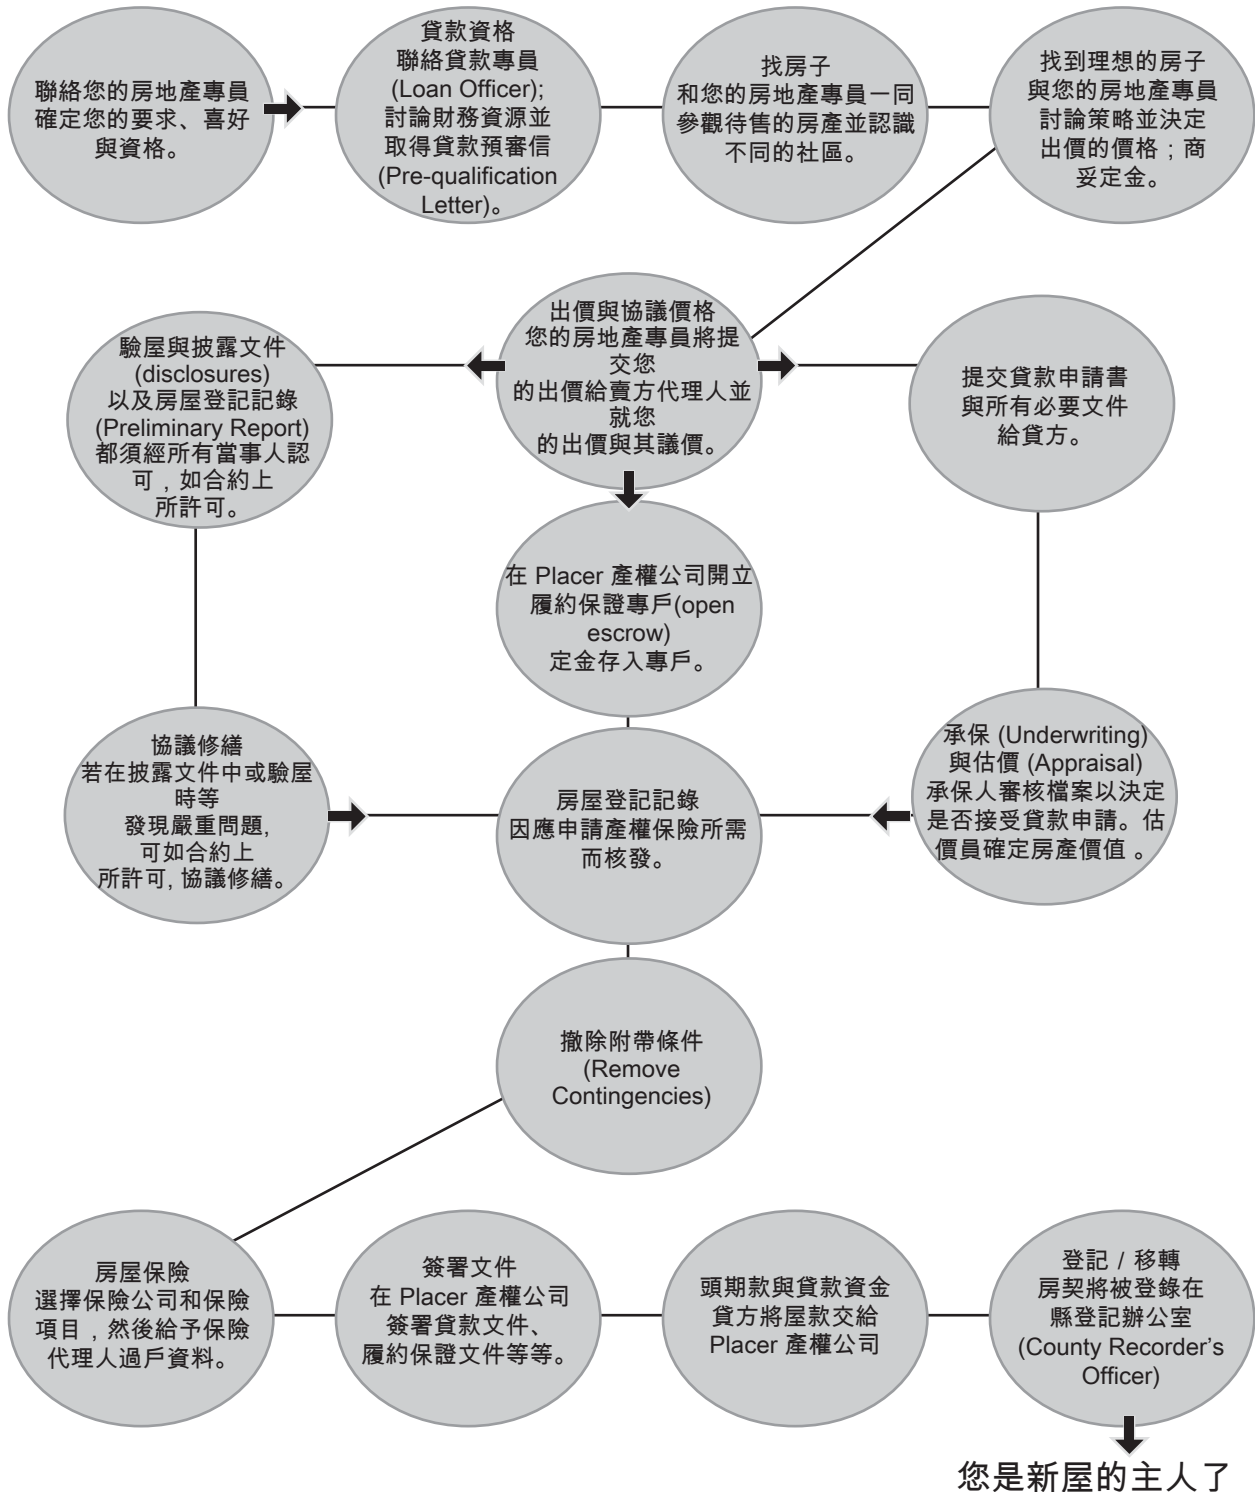 聯絡您的房地產專員
確定您的要求、喜好
與資格。
貸款資格
聯絡貸款專員
(Loan Officer);
討論財務資源並
取得貸款預審信
(Pre-qualification
Letter)。
找房子
和您的房地產專員一同
參觀待售的房產並認識
不同的社區。
找到理想的房子
與您的房地產專員
討論策略並決定
出價的價格；商
妥定金。
出價與協議價格
您的房地產專員將提
交您
的出價給賣方代理人並
就您
的出價與其議價。
驗屋與披露文件
(disclosures)
以及房屋登記記錄
(Preliminary Report)
都須經所有當事人認
可，如合約上
所許可。
提交貸款申請書
與所有必要文件
給貸方。
在 Placer 產權公司開立
履約保證專戶(open
escrow)
定金存入專戶。
協議修繕
若在披露文件中或驗屋
時等
發現嚴重問題,
可如合約上
所許可, 協議修繕。
房屋登記記錄
因應申請產權保險所需
而核發。
承保 (Underwriting)
與估價 (Appraisal)
承保人審核檔案以決定
是否接受貸款申請。估
價員確定房產價值 。
撤除附帶條件
(Remove
Contingencies)
房屋保險
選擇保險公司和保險
項目，然後給予保險
代理人過戶資料。
簽署文件
在 Placer 產權公司
簽署貸款文件、
履約保證文件等等。
頭期款與貸款資金
貸方將屋款交給
Placer 產權公司
登記 / 移轉
房契將被登錄在
縣登記辦公室
(County Recorder's
Officer)
您是新屋的主人了